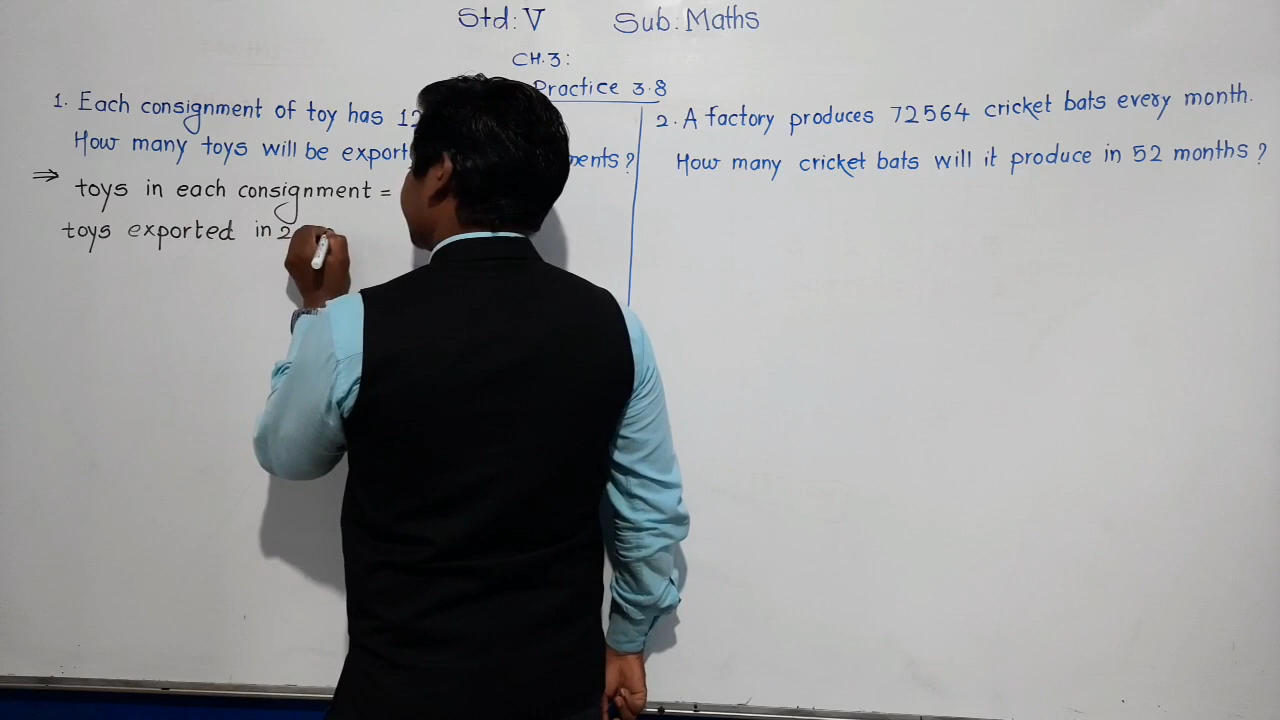 Std: V Sub: Maths
CH.3:
Practice 3.8
1. Each consignment of toy has 12
How many toys will be export ments?
⇒ toys in each consignment =
toys exported in 2
2. A factory produces 72564 cricket bats every month.
How many cricket bats will it produce in 52 months?